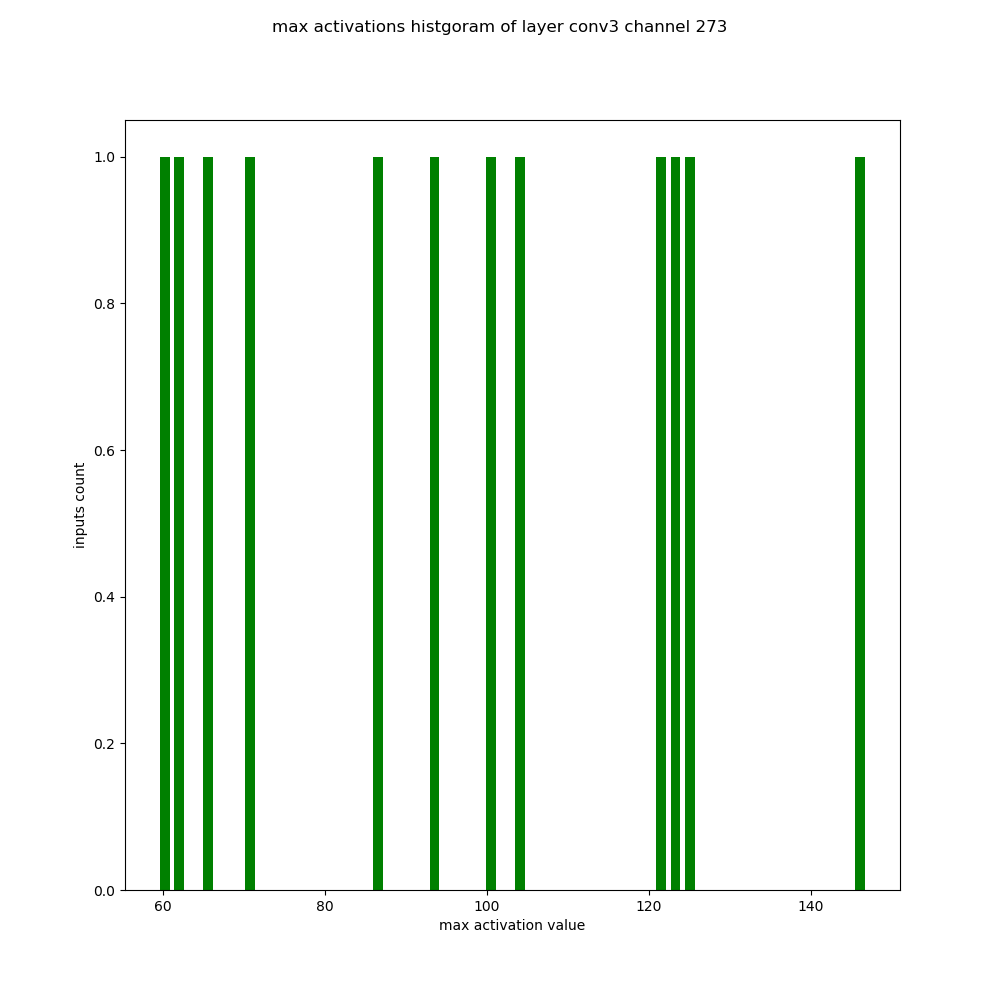 max activations histgoram of layer conv3 channel 273
1.0
0.8
0.6
0.4
0.2
0.0
inputs count
60 80 100 120 140
max activation value